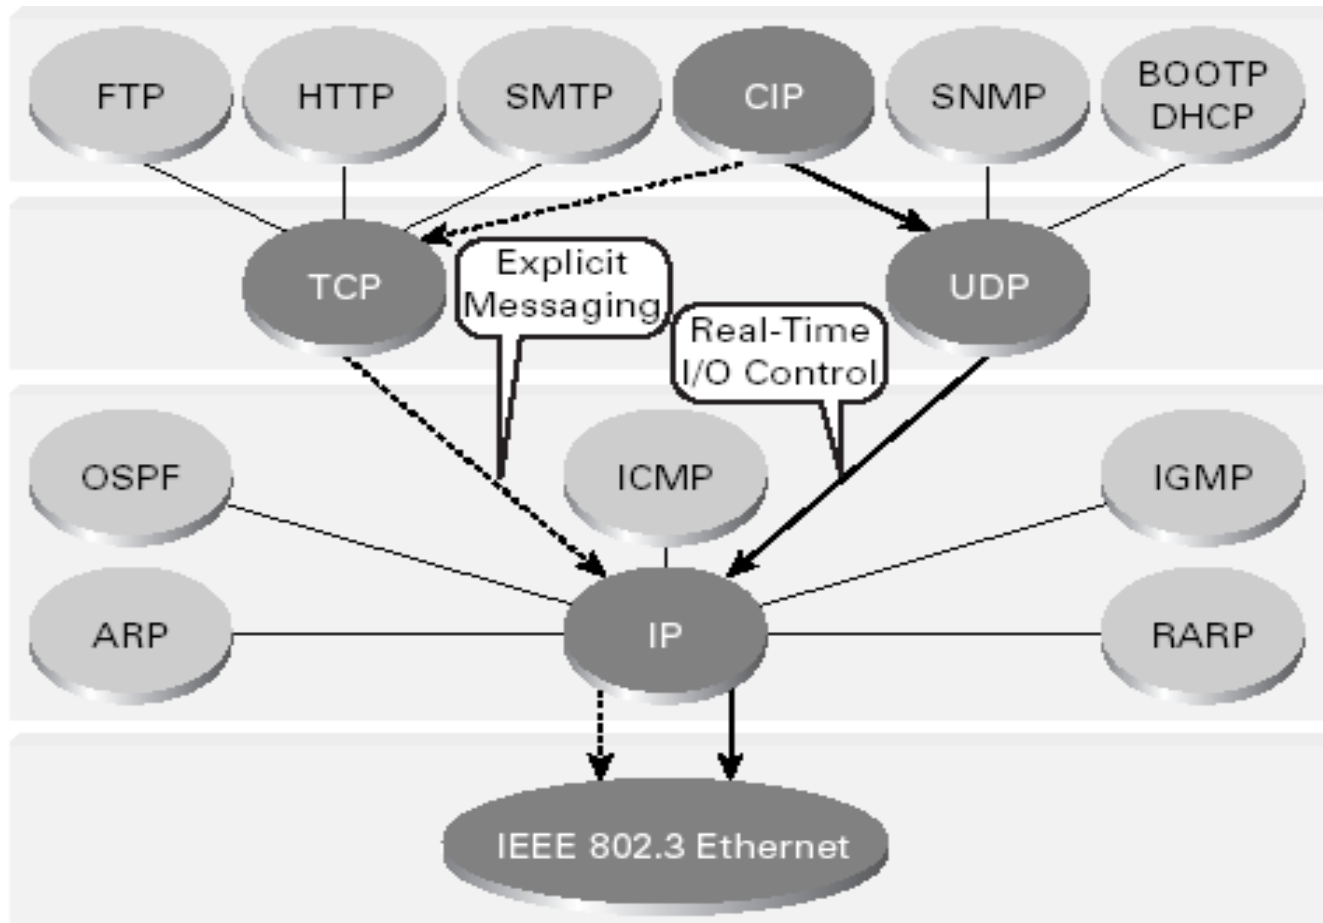 FTP
HTTP
SMTP
CIP
SNMP
BOOTP
DHCP
TCP
Explicit
Messaging
UDP
Real-Time
I/O Control
OSPF
ICMP
IGMP
ARP
IP
RARP
IEEE 802.3 Ethernet